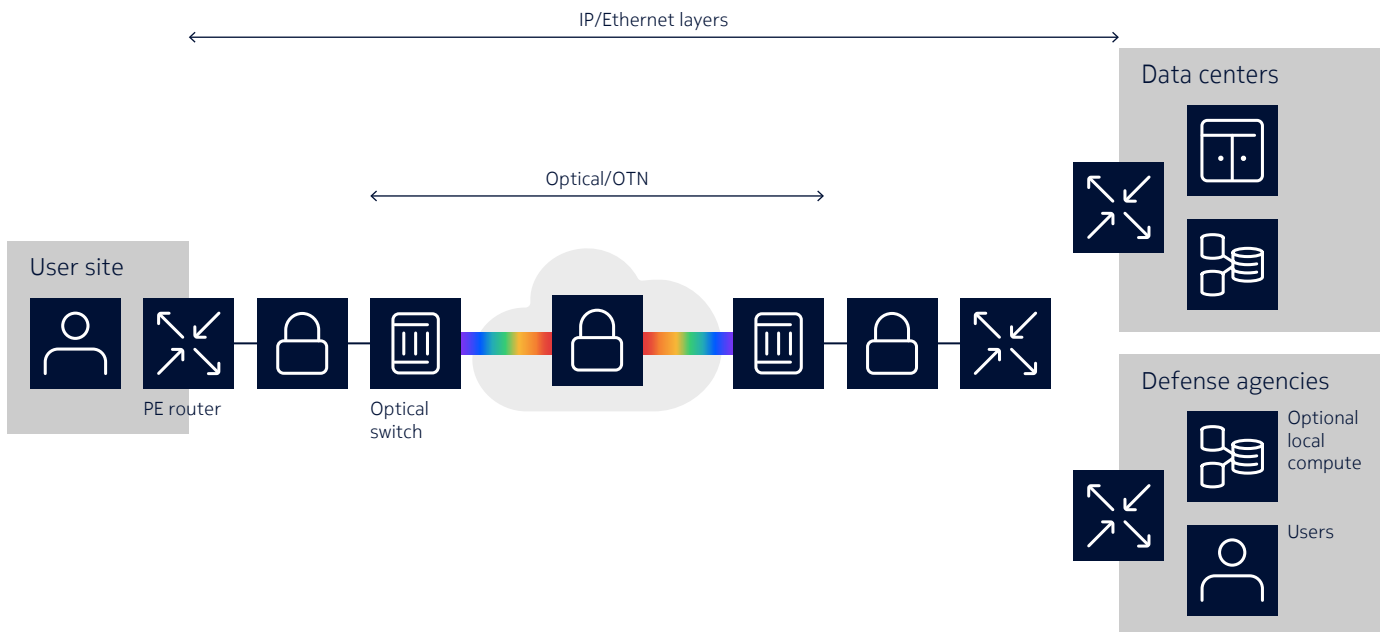 IP/Ethernet layers
Data centers
Optical/OTN
User site
PE router
Optical
switch
Defense agencies
Optional
local
compute
Users